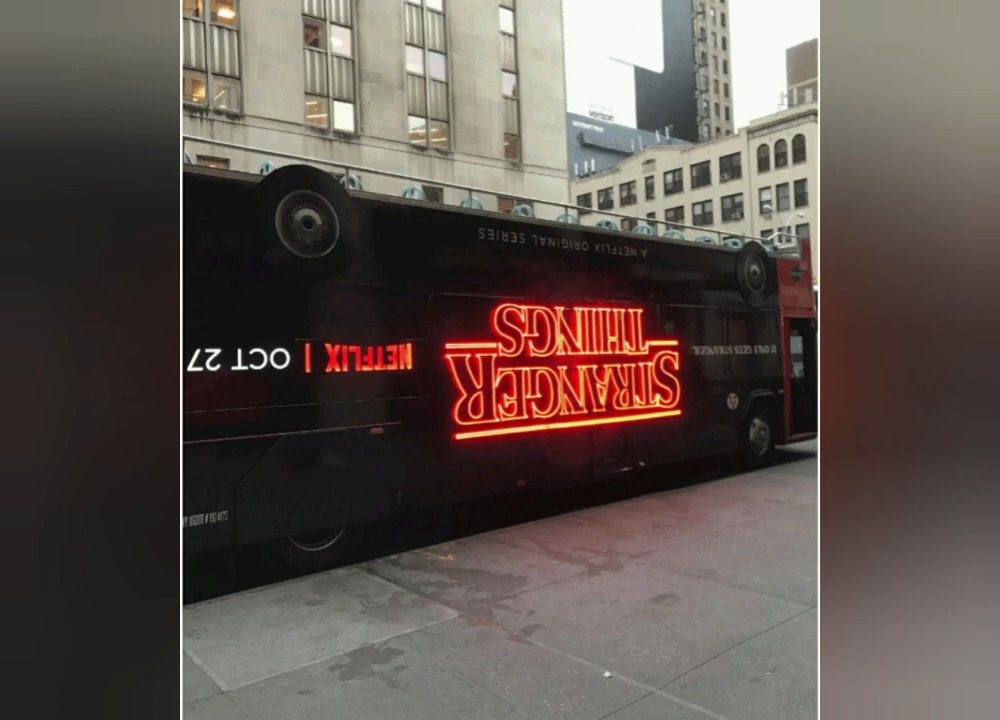 verizon
A NETFLIX ORIGINAL SERIES
STRANGER
THINGS
IT ONLY GETS STRANGER.
NETFLIX | OCT 27